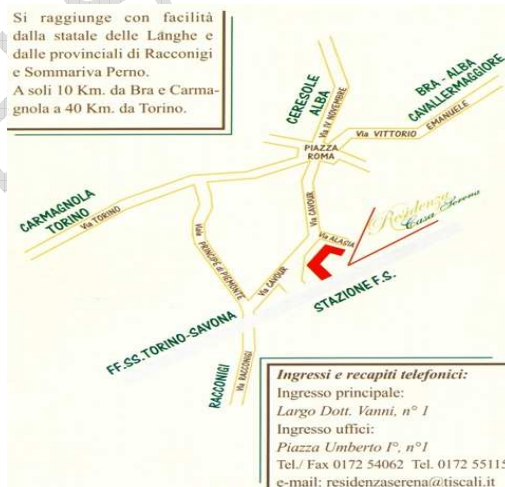 Si raggiunge con facilità
dalla statale delle Langhe e
dalle provinciali di Racconigi
e Sommariva Perno.
A soli 10 Km. da Bra e Carma-
gnola a 40 Km. da Torino.
CERESOLE
ALBA
Via IV NOVEMBRE
BRA - ALBA
CAVALLERMAGGIORE
Via VITTORIO EMANUELE
PIAZZA
ROMA
CARMAGNOLA
TORINO
Via TORINO
Viale PRINCIPE di PIEMONTE
Via CAVOUR
Via ALASIA
Residenza
Casa Serena
Via CAVOUR
STAZIONE F.S.
FF.SS. TORINO-SAVONA
RACCONIGI
Via RACCONIGI
Ingressi e recapiti telefonici:
Ingresso principale:
Largo Dott. Vanni, n° 1
Ingresso uffici:
Piazza Umberto I°, n°1
Tel./ Fax 0172 54062 Tel. 0172 55115
e-mail: residenzaserena@tiscali.it